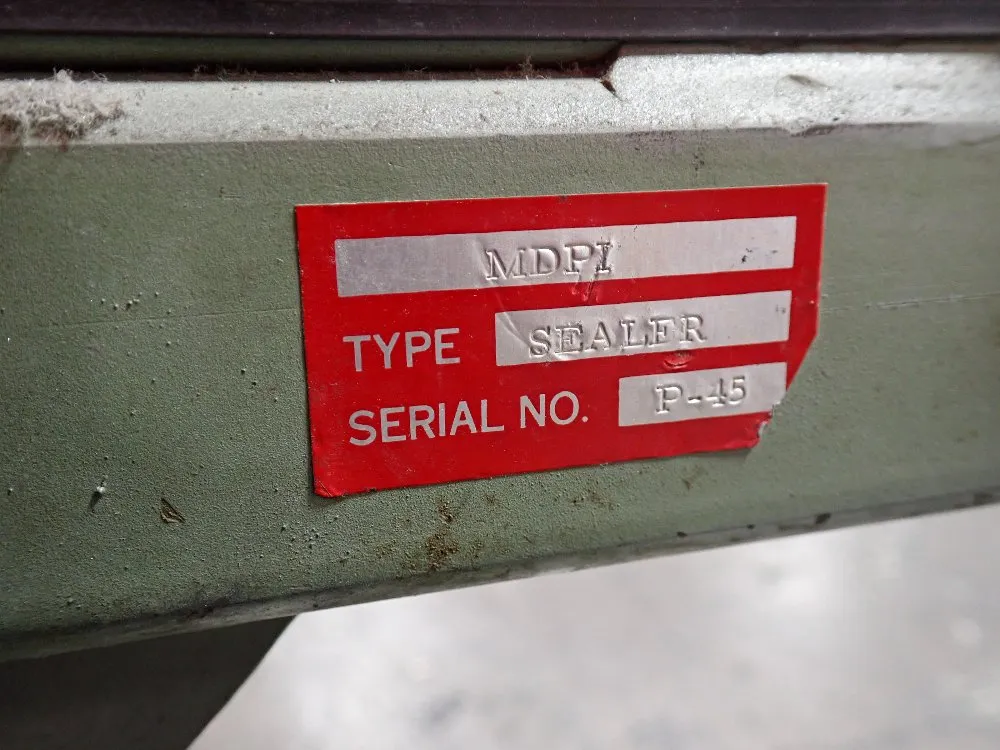 MDPI
TYPE SEALER
SERIAL NO. P-45